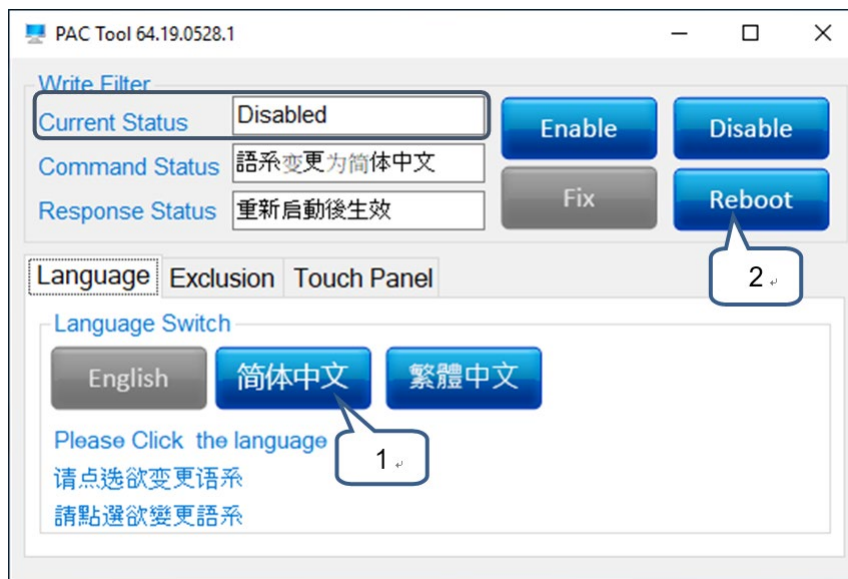 PAC Tool 64.19.0528.1
Write Filter
Current Status Disabled
Enable Disable
Command Status 語系变更为简体中文
Response Status 重新启動後生效
Fix Reboot
2
Language Exclusion Touch Panel
Language Switch
English 简体中文 繁體中文
1
Please Click the language
请点选欲变更语系
請點選欲變更語系